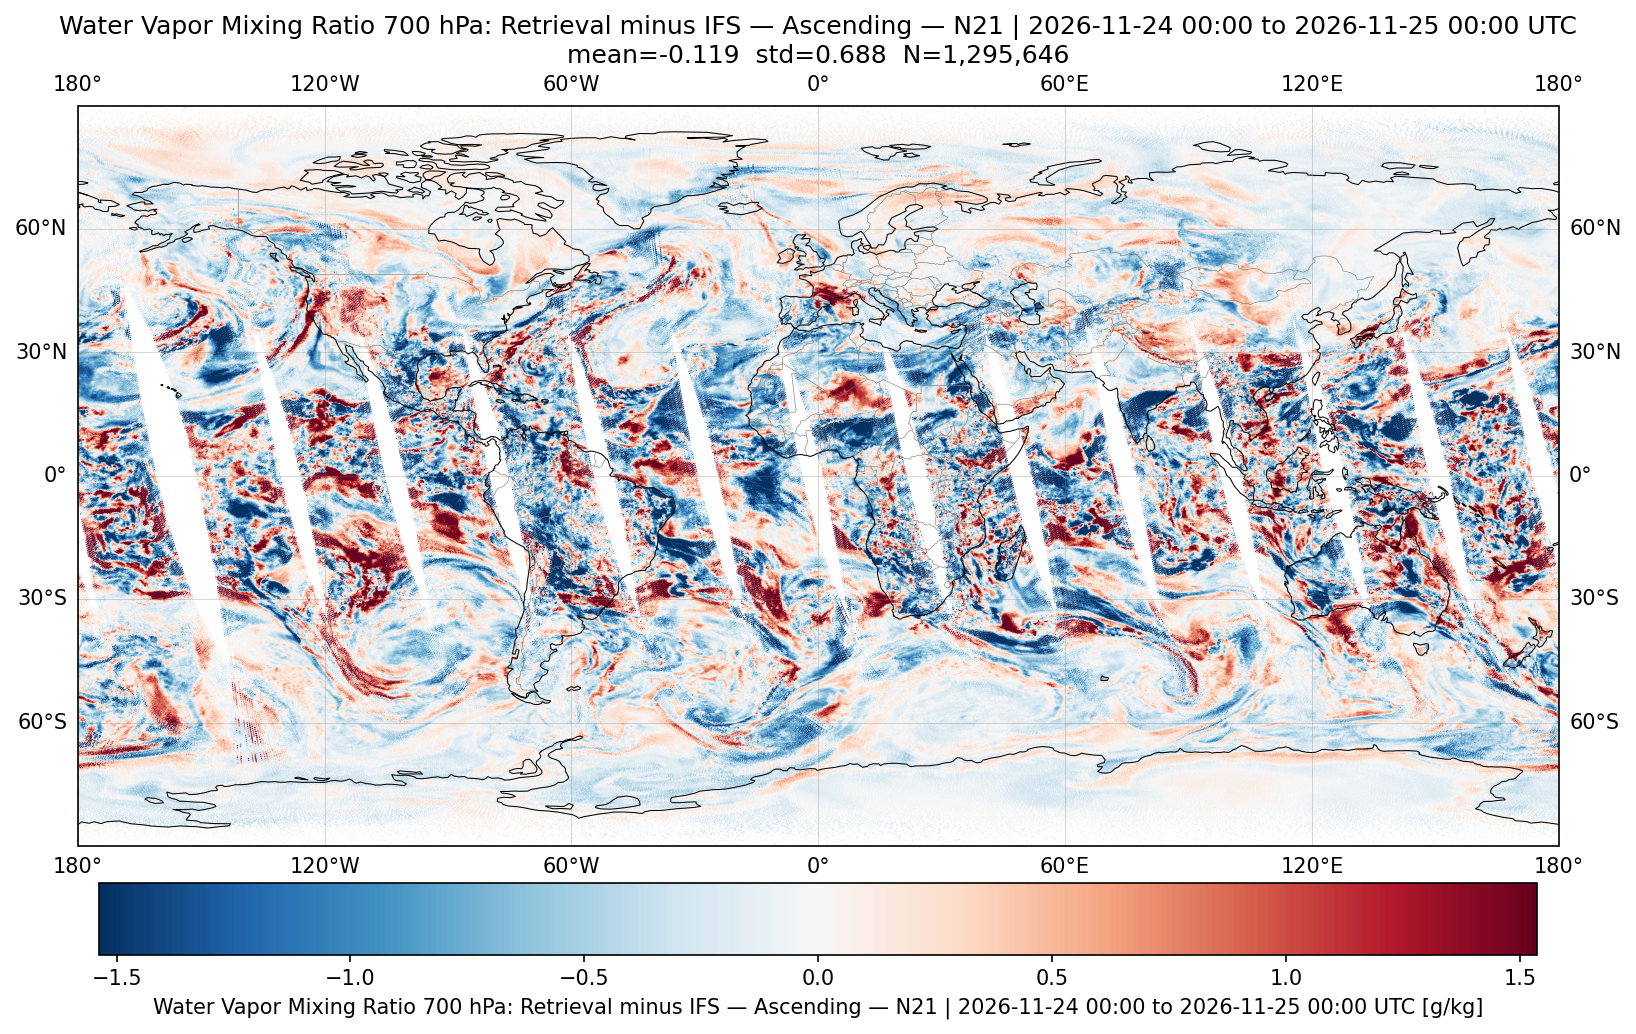 Water Vapor Mixing Ratio 700 hPa: Retrieval minus IFS — Ascending — N21 | 2026-11-24 00:00 to 2026-11-25 00:00 UTC
mean=-0.119 std=0.688 N=1,295,646
180° 120°W 60°W 0° 60°E 120°E 180°
60°N 60°N
30°N 30°N
0° 0°
30°S 30°S
60°S 60°S
180° 120°W 60°W 0° 60°E 120°E 180°
−1.5 −1.0 −0.5 0.0 0.5 1.0 1.5
Water Vapor Mixing Ratio 700 hPa: Retrieval minus IFS — Ascending — N21 | 2026-11-24 00:00 to 2026-11-25 00:00 UTC [g/kg]